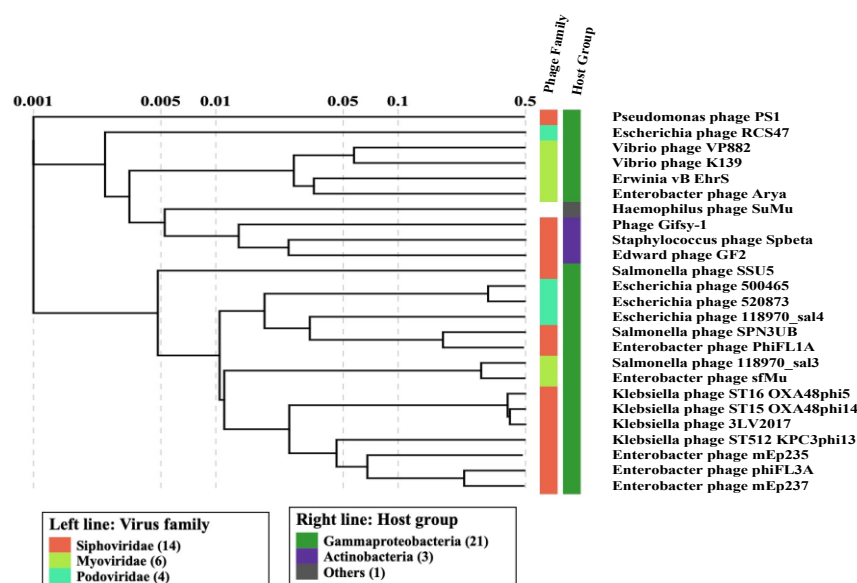 Phage Family
Host Group
0.001 0.005 0.01 0.05 0.1 0.5
Pseudomonas phage PS1
Escherichia phage RCS47
Vibrio phage VP882
Vibrio phage K139
Erwinia vB EhrS
Enterobacter phage Arya
Haemophilus phage SuMu
Phage Gifsy-1
Staphylococcus phage Spbeta
Edward phage GF2
Salmonella phage SSU5
Escherichia phage 500465
Escherichia phage 520873
Escherichia phage 118970_sal4
Salmonella phage SPN3UB
Enterobacter phage PhiFL1A
Salmonella phage 118970_sal3
Enterobacter phage sfMu
Klebsiella phage ST16 OXA48phi5
Klebsiella phage ST15 OXA48phi14
Klebsiella phage 3LV2017
Klebsiella phage ST512 KPC3phi13
Enterobacter phage mEp235
Enterobacter phage phiFL3A
Enterobacter phage mEp237
Left line: Virus family
Siphoviridae (14)
Myoviridae (6)
Podoviridae (4)
Right line: Host group
Gammaproteobacteria (21)
Actinobacteria (3)
Others (1)